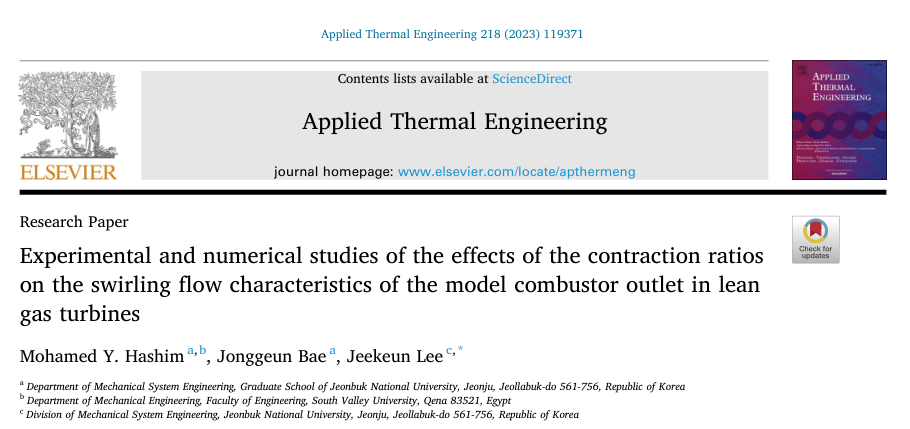 Applied Thermal Engineering 218 (2023) 119371
Contents lists available at ScienceDirect
Applied Thermal Engineering
journal homepage: www.elsevier.com/locate/apthermeng
ELSEVIER
APPLIED
THERMAL
ENGINEERING
Research Paper
Check for
updates
Experimental and numerical studies of the effects of the contraction ratios
on the swirling flow characteristics of the model combustor outlet in lean
gas turbines
Mohamed Y. Hashim a,b, Jonggeun Bae a, Jeekeun Lee c,*
a Department of Mechanical System Engineering, Graduate School of Jeonbuk National University, Jeonju, Jeollabuk-do 561-756, Republic of Korea
b Department of Mechanical Engineering, Faculty of Engineering, South Valley University, Qena 83521, Egypt
c Division of Mechanical System Engineering, Jeonbuk National University, Jeonju, Jeollabuk-do 561-756, Republic of Korea